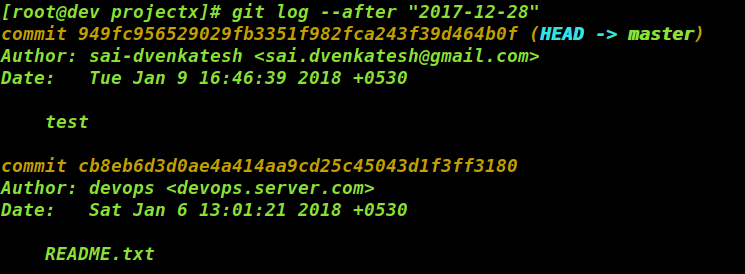 [root@dev projectx]# git log --after "2017-12-28"
commit 949fc956529029fb3351f982fca243f39d464b0f (HEAD -> master)
Author: sai-dvenkatesh <sai.dvenkatesh@gmail.com>
Date:   Tue Jan 9 16:46:39 2018 +0530
    test
commit cb8eb6d3d0ae4a414aa9cd25c45043d1f3ff3180
Author: devops <devops.server.com>
Date:   Sat Jan 6 13:01:21 2018 +0530
    README.txt